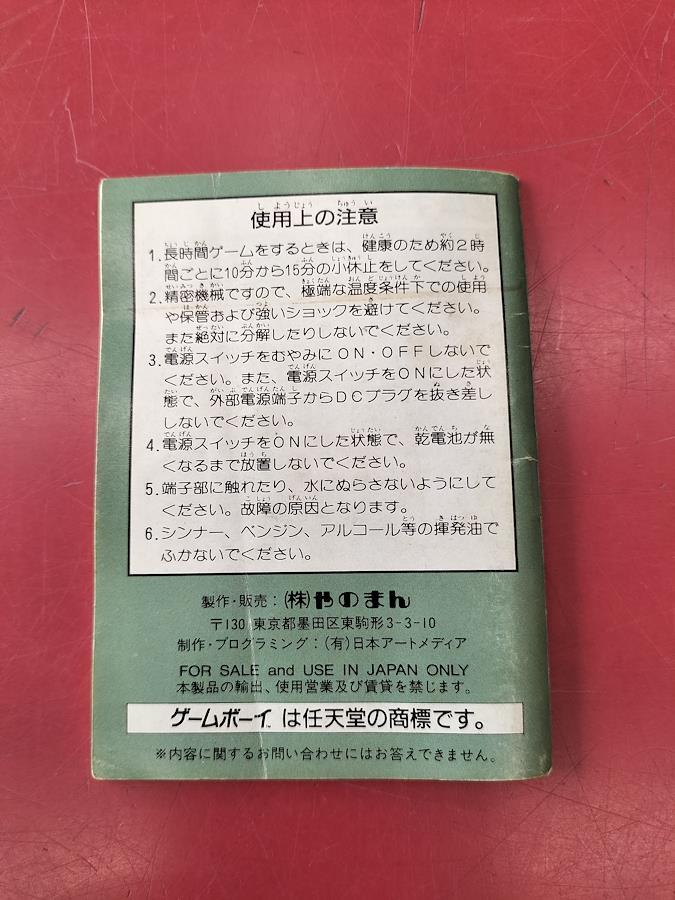 使用上の注意
1.長時間ゲームをするときは、健康のため約2時
間ごとに10分から15分の小休止をしてください。
2.精密機械ですので、極端な温度条件下での使用
や保管および強いショックを避けてください。
また絶対に分解したりしないでください。
3.電源スイッチをむやみにON・OFFしないで
ください。また、電源スイッチをONにした状
態で、外部電源端子からDCプラグを抜き差し
しないでください。
4.電源スイッチをONにした状態で、乾電池が無
くなるまで放置しないでください。
5.端子部に触れたり、水にぬらさないようにして
ください。故障の原因となります。
6.シンナー、ベンジン、アルコール等の揮発油で
ふかないでください。
製作・販売:(株)やのまん
〒130 東京都墨田区東駒形3-3-10
制作・プログラミング:(有)日本アートメディア
FOR SALE and USE IN JAPAN ONLY
本製品の輸出、使用営業及び賃貸を禁じます。
ゲームボーイ™は任天堂の商標です。
※内容に関するお問い合わせにはお答えできません。